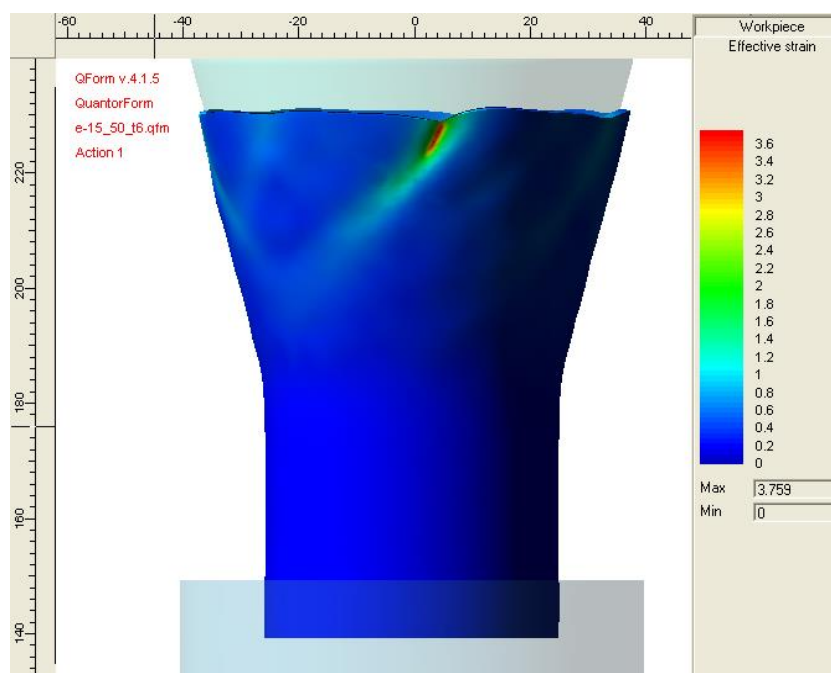 -60 -40 -20 0 20 40
Workpiece
Effective strain
QForm v.4.1.5
QuantorForm
e-15_50_t6.qfm
Action 1
220
200
180
160
140
3.6
3.4
3.2
3
2.8
2.6
2.4
2.2
2
1.8
1.6
1.4
1.2
1
0.8
0.6
0.4
0.2
0
Max 3.759
Min 0